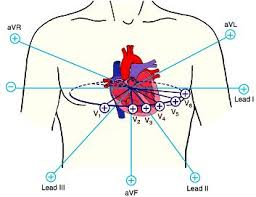 aVR
aVL
−
+
+
Lead I
V1
V2
V3
V4
V5
V6
+
+
+
+
+
+
+
+
+
Lead III
aVF
Lead II